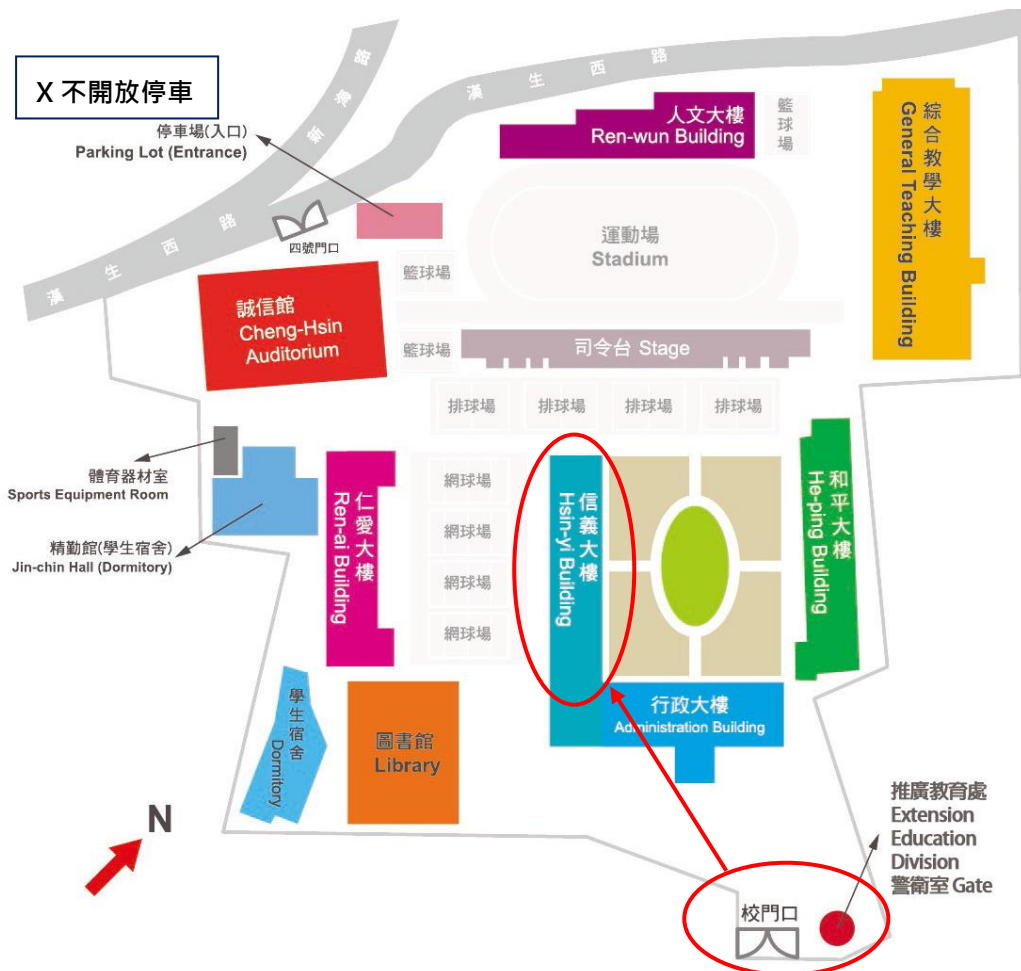 X 不開放停車
漢生西路
新海路
停車場(入口)
Parking Lot (Entrance)
人文大樓
Ren-wun Building
籃球場
綜合教學大樓
General Teaching Building
漢生西路
四號門口
運動場
Stadium
籃球場
誠信館
Cheng-Hsin
Auditorium
籃球場
司令台 Stage
排球場
排球場
排球場
排球場
體育器材室
Sports Equipment Room
精勤館(學生宿舍)
Jin-chin Hall (Dormitory)
仁愛大樓
Ren-ai Building
網球場
網球場
網球場
網球場
信義大樓
Hsin-yi Building
和平大樓
He-ping Building
學生宿舍
Dormitory
圖書館
Library
行政大樓
Administration Building
N
推廣教育處
Extension
Education
Division
警衛室 Gate
校門口